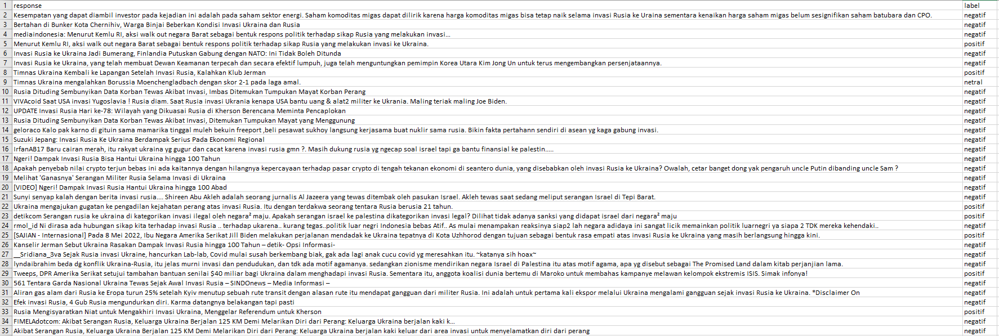 1 response label
2 Kesempatan yang dapat diambil investor pada kejadian ini adalah pada saham sektor energi. Saham komoditas migas dapat dilirik karena harga komoditas migas bisa tetap naik selama invasi Rusia ke Uraina sementara kenaikan harga saham migas belum sesignifikan saham batubara dan CPO. negatif
3 Bertahan di Bunker Kota Chernihiv, Warga Binjai Beberkan Kondisi Invasi Ukraina dan Rusia negatif
4 mediaindonesia: Menurut Kemlu RI, aksi walk out negara Barat sebagai bentuk respons politik terhadap sikap Rusia yang melakukan invasi... negatif
5 Menurut Kemlu RI, aksi walk out negara Barat sebagai bentuk respons politik terhadap sikap Rusia yang melakukan invasi ke Ukraina. positif
6 Invasi Rusia ke Ukraina Jadi Bumerang, Finlandia Putuskan Gabung dengan NATO: Ini Tidak Boleh Ditunda negatif
7 Invasi Rusia ke Ukraina, yang telah membuat Dewan Keamanan terpecah dan secara efektif lumpuh, juga telah menguntungkan pemimpin Korea Utara Kim Jong Un untuk terus mengembangkan persenjataannya. negatif
8 Timnas Ukraina Kembali ke Lapangan Setelah Invasi Rusia, Kalahkan Klub Jerman positif
9 Timnas Ukraina mengalahkan Borussia Moenchengladbach dengan skor 2-1 pada laga amal. netral
10 Rusia Dituding Sembunyikan Data Korban Tewas Akibat Invasi, Imbas Ditemukan Tumpukan Mayat Korban Perang negatif
11 VIVAcoid Saat USA invasi Yugoslavia ! Rusia diam. Saat Rusia invasi Ukrania kenapa USA bantu uang & alat2 militer ke Ukrania. Maling teriak maling Joe Biden. negatif
12 UPDATE Invasi Rusia Hari ke-78: Wilayah yang Dikuasai Rusia di Kherson Berencana Meminta Pencaplokan negatif
13 Rusia Dituding Sembunyikan Data Korban Tewas Akibat Invasi, Ditemukan Tumpukan Mayat yang Menggunung negatif
14 geloraco Kalo pak karno di gituin sama mamarika tinggal muleh bekuin freeport ,beli pesawat sukhoy langsung kerjasama buat nuklir sama rusia. Bikin fakta pertahann sendiri di asean yg kaga gabung invasi. negatif
15 Suzuki Jepang: Invasi Rusia Ke Ukraina Berdampak Serius Pada Ekonomi Regional negatif
16 IrfanAB17 Baru cairan merah, itu rakyat ukraina yg gugur dan cacat karena invasi rusia gmn ?. Masih dukung rusia yg ngecap soal israel tapi ga bantu finansial ke palestin..... negatif
17 Ngeri! Dampak Invasi Rusia Bisa Hantui Ukraina hingga 100 Tahun negatif
18 Apakah penyebab nilai crypto terjun bebas ini ada kaitannya dengan hilangnya kepercayaan terhadap pasar crypto di tengah tekanan ekonomi di seantero dunia, yang disebabkan oleh invasi Rusia ke Ukraina? Owalah, cetar banget dong yak pengaruh uncle Putin dibanding uncle Sam ? negatif
19 Melihat 'Ganasnya' Serangan Militer Rusia Selama Invasi di Ukraina negatif
20 [VIDEO] Ngeri! Dampak Invasi Rusia Hantui Ukraina hingga 100 Abad negatif
21 Sunyi senyap kalah dengan berita invasi rusia.... Shireen Abu Akleh adalah seorang jurnalis Al Jazeera yang tewas ditembak oleh pasukan Israel. Akleh tewas saat sedang meliput serangan Israel di Tepi Barat. negatif
22 Ukraina mengajukan gugatan ke pengadilan kejahatan perang atas invasi Rusia. Itu dengan terdakwa seorang tentara Rusia berusia 21 tahun. positif
23 detikcom Serangan rusia ke ukraina di kategorikan invasi ilegal oleh negara² maju. Apakah serangan israel ke palestina dikategorikan invasi legal? Dilihat tidak adanya sanksi yang didapat israel dari negara² maju positif
24 rmol_id Ni dirasa ada hubungan sikap kita terhadap invasi Rusia .. terhadap ukarena.. kurang tegas..politik luar negri Indonesia bebas Atif.. As mulai menampakan reaksinya siap2 lah negara adidaya ini sangat licik memainkan politik luarnegri ya siapa 2 TDK mereka kehendaki.. negatif
25 [SAJIAN - Internasional] Pada 8 Mei 2022, Ibu Negara Amerika Serikat Jill Biden melakukan perjalanan mendadak ke Ukraina tepatnya di Kota Uzhhorod dengan tujuan sebagai bentuk rasa empati atas invasi Rusia ke Ukraina yang masih berlangsung hingga kini. positif
26 Kanselir Jerman Sebut Ukraina Rasakan Dampak Invasi Rusia hingga 100 Tahun – detik- Opsi Informasi- negatif
27 __Sridiana_3va Sejak Rusia invasi Ukraine, hancurkan Lab-lab, Covid mulai susah berkembang biak, gak ada lagi anak cucu covid yg meresahkan itu. ~katanya sih hoax~ negatif
28 lyndaibrahim beda dg konflik Ukraina-Rusia, itu jelas murni invasi dan pendudukan, dan tdk ada motif agamanya. sedangkan zionisme mendirikan negara Israel di Palestina itu atas motif agama, apa yg disebut sebagai The Promised Land dalam kitab perjanjian lama. negatif
29 Tweeps, DPR Amerika Serikat setujui tambahan bantuan senilai $40 miliar bagi Ukraina dalam menghadapi invasi Rusia. Sementara itu, anggota koalisi dunia bertemu di Maroko untuk membahas kampanye melawan kelompok ekstremis ISIS. Simak infonya! positif
30 561 Tentara Garda Nasional Ukraina Tewas Sejak Awal Invasi Rusia – SINDOnews – Media Informasi – negatif
31 Aliran gas alam dari Rusia ke Eropa turun 25% setelah Kyiv menutup sebuah rute transit dengan alasan rute itu mendapat gangguan dari militer Rusia. Ini adalah untuk pertama kali ekspor melalui Ukraina mengalami gangguan sejak invasi Rusia ke Ukraina. *Disclaimer On negatif
32 Efek invasi Rusia, 4 Gub Rusia mengundurkan diri. Karma datangnya belakangan tapi pasti negatif
33 Rusia Mengisyaratkan Niat untuk Mengakhiri Invasi Ukraina, Menggelar Referendum untuk Kherson positif
34 FIMELAdotcom: Akibat Serangan Rusia, Keluarga Ukraina Berjalan 125 KM Demi Melarikan Diri dari Perang: Keluarga Ukraina berjalan kaki k... negatif
35 Akibat Serangan Rusia, Keluarga Ukraina Berjalan 125 KM Demi Melarikan Diri dari Perang: Keluarga Ukraina berjalan kaki keluar dari area invasi untuk menyelamatkan diri dari perang negatif